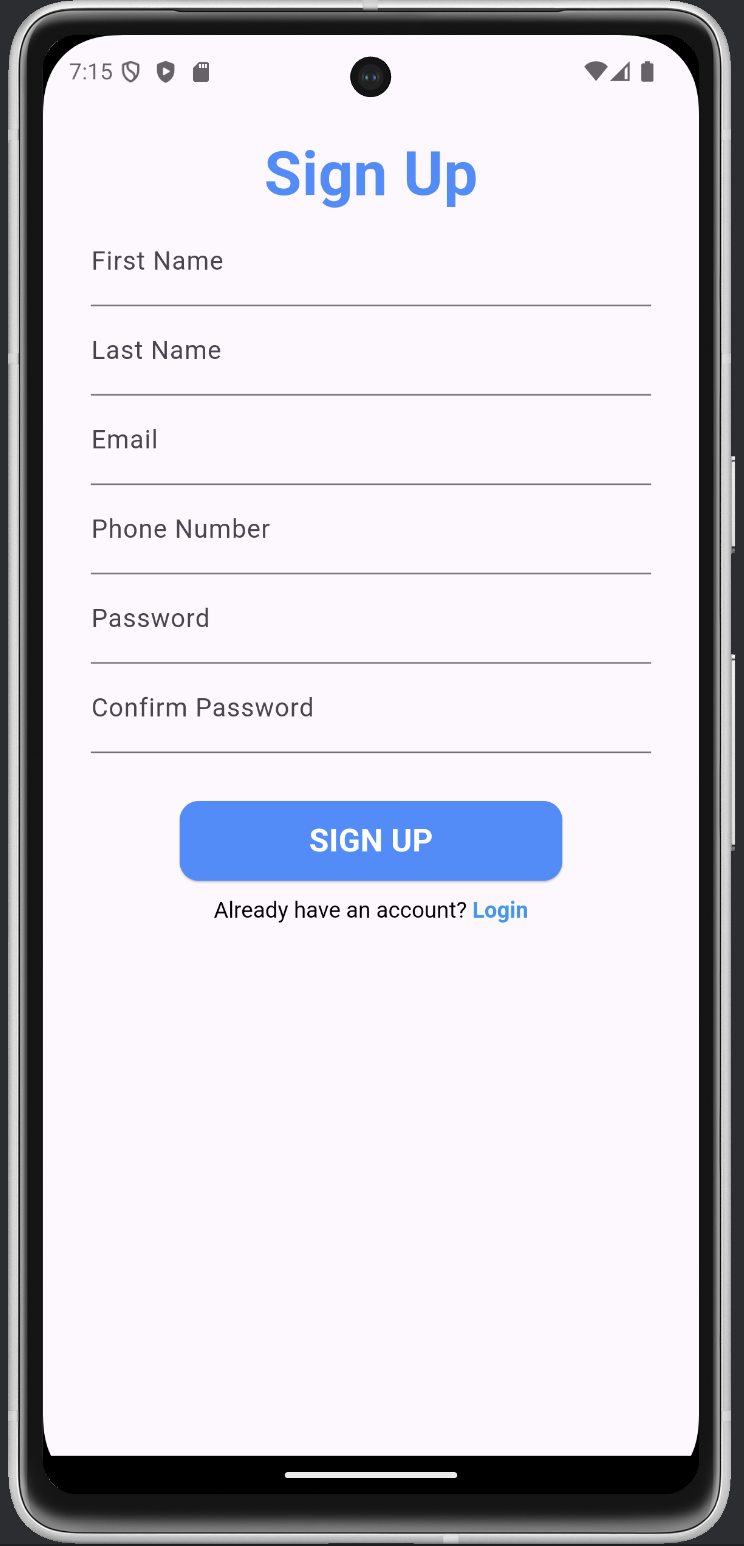 7:15
Sign Up
First Name
Last Name
Email
Phone Number
Password
Confirm Password
SIGN UP
Already have an account? Login